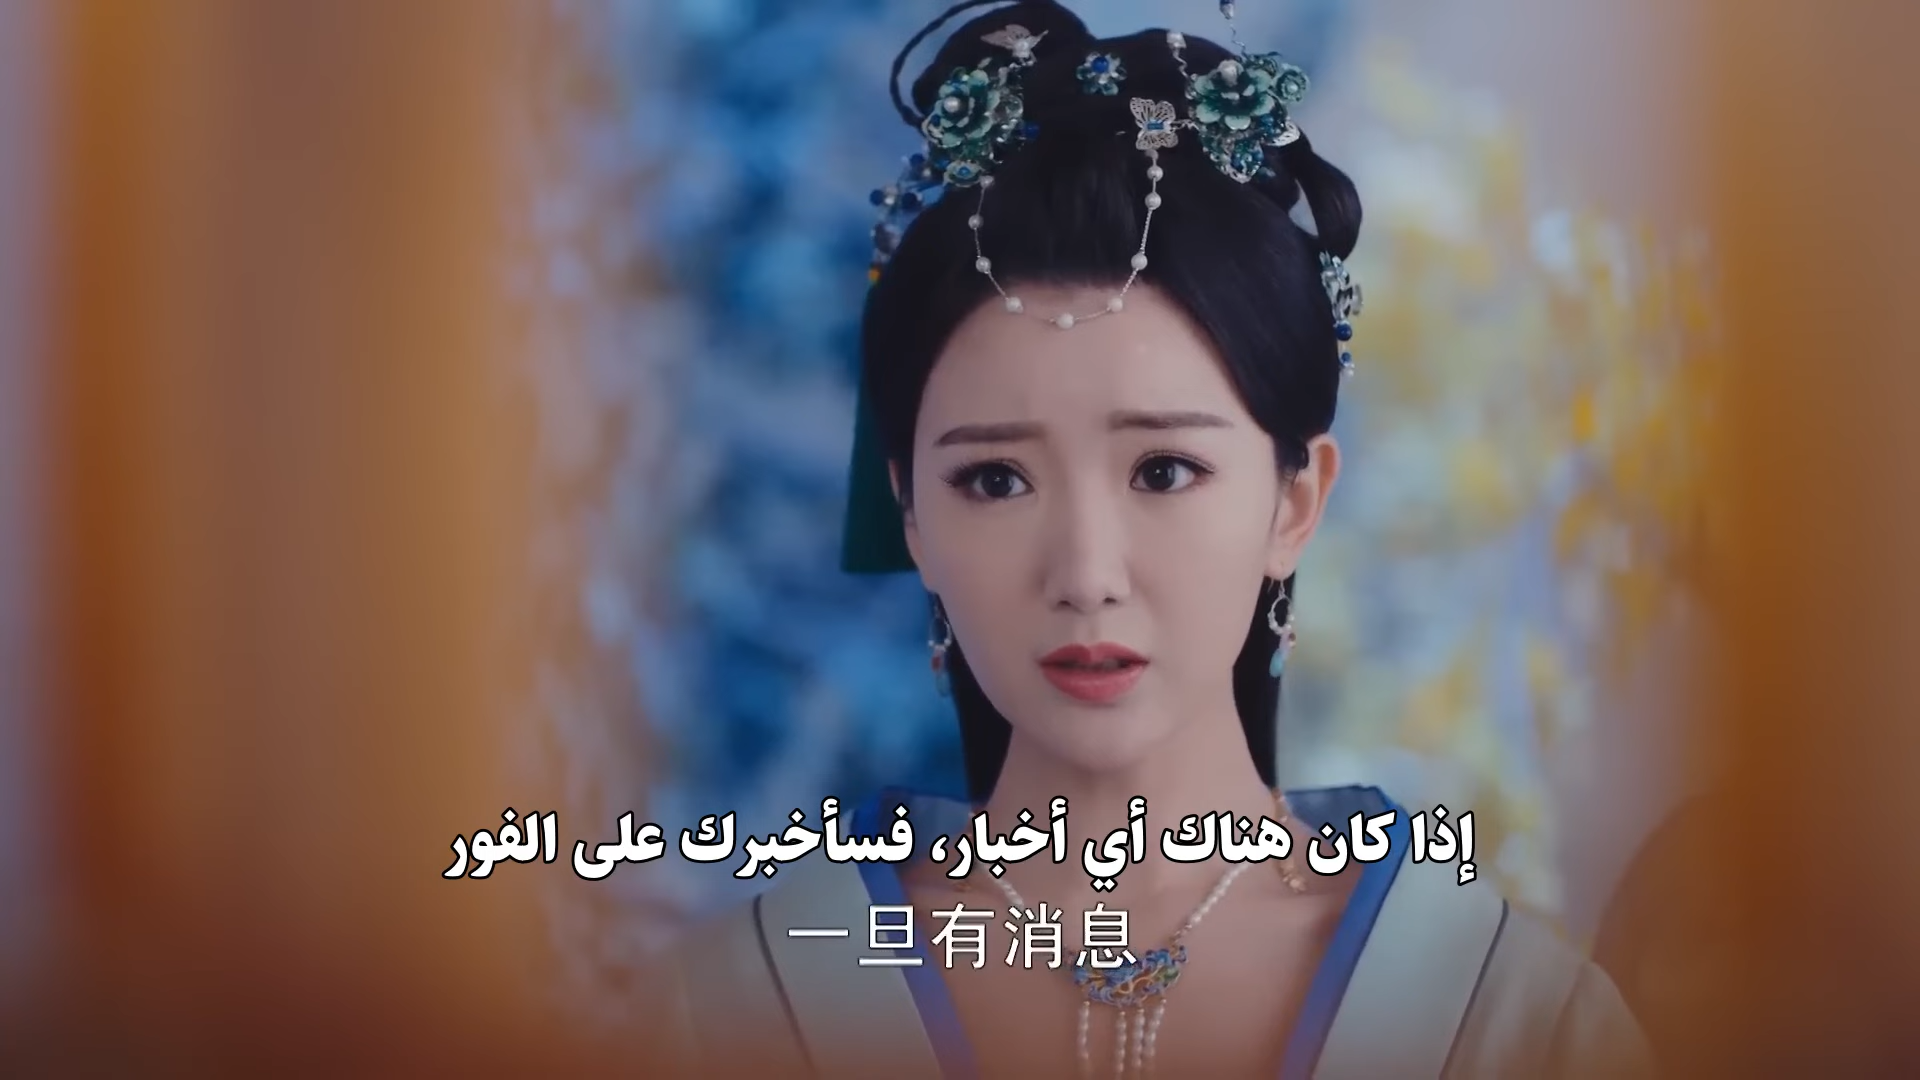 إذا كان هناك أي أخبار، فسأخبرك على الفور
一旦有消息